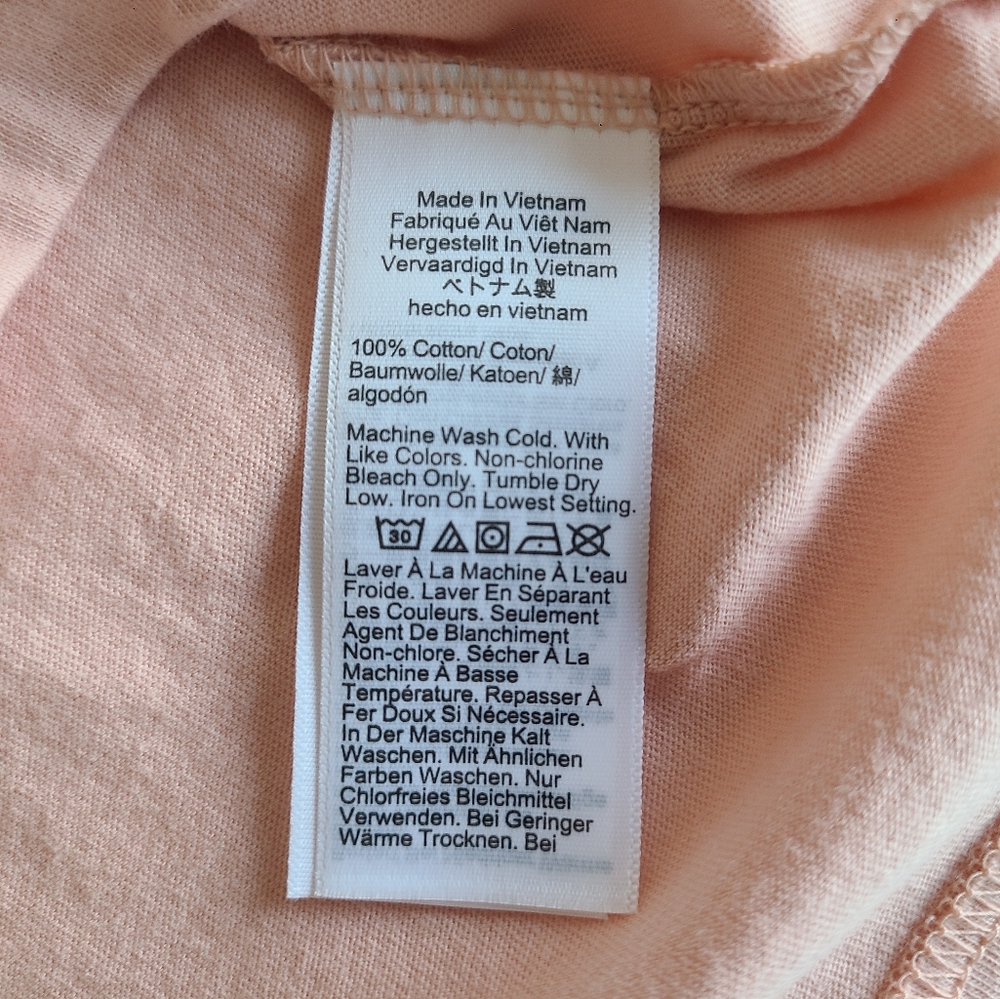 Made In Vietnam
Fabriqué Au Viêt Nam
Hergestellt In Vietnam
Vervaardigd In Vietnam
ベトナム製
hecho en vietnam
100% Cotton/ Coton/
Baumwolle/ Katoen/ 綿/
algodón
Machine Wash Cold. With
Like Colors. Non-chlorine
Bleach Only. Tumble Dry
Low. Iron On Lowest Setting.
30
Laver À La Machine À L'eau
Froide. Laver En Séparant
Les Couleurs. Seulement
Agent De Blanchiment
Non-chlore. Sécher À La
Machine À Basse
Température. Repasser À
Fer Doux Si Nécessaire.
In Der Maschine Kalt
Waschen. Mit Ähnlichen
Farben Waschen. Nur
Chlorfreies Bleichmittel
Verwenden. Bei Geringer
Wärme Trocknen. Bei